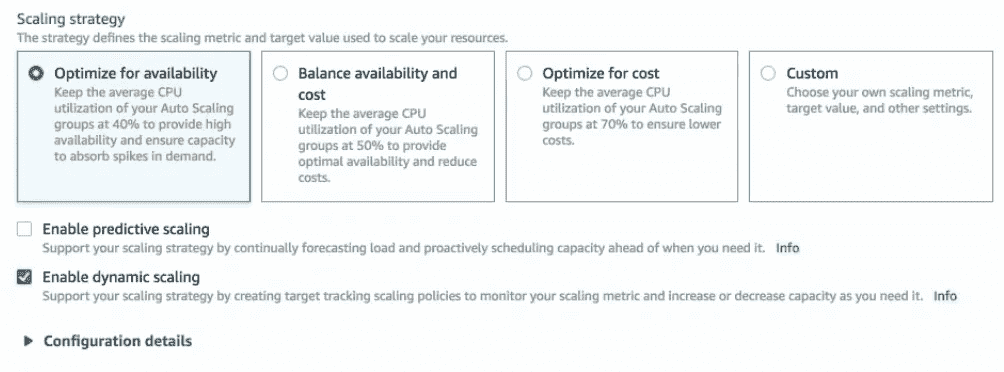 Scaling strategy
The strategy defines the scaling metric and target value used to scale your resources.
Optimize for availability
Keep the average CPU
utilization of your Auto Scaling
groups at 40% to provide high
availability and ensure capacity
to absorb spikes in demand.
Balance availability and
cost
Keep the average CPU
utilization of your Auto Scaling
groups at 50% to provide
optimal availability and reduce
costs.
Optimize for cost
Keep the average CPU
utilization of your Auto Scaling
groups at 70% to ensure lower
costs.
Custom
Choose your own scaling metric,
target value, and other settings.
Enable predictive scaling
Support your scaling strategy by continually forecasting load and proactively scheduling capacity ahead of when you need it. Info
Enable dynamic scaling
Support your scaling strategy by creating target tracking scaling policies to monitor your scaling metric and increase or decrease capacity as you need it. Info
Configuration details